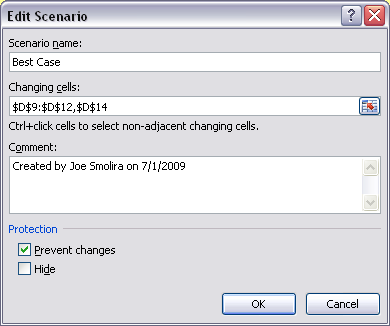 Edit Scenario
Scenario name:
Best Case
Changing cells:
$D$9:$D$12,$D$14
Ctrl+click cells to select non-adjacent changing cells.
Comment:
Created by Joe Smolira on 7/1/2009
Protection
Prevent changes
Hide
OK Cancel